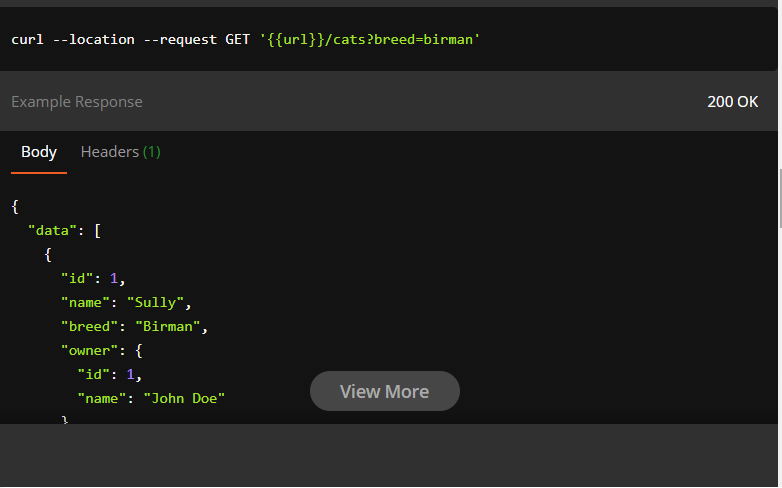 curl --location --request GET '{{url}}/cats?breed=birman'
Example Response
200 OK
Body
Headers (1)
{
"data": [
{
"id": 1,
"name": "Sully",
"breed": "Birman",
"owner": {
"id": 1,
"name": "John Doe"
}
View More